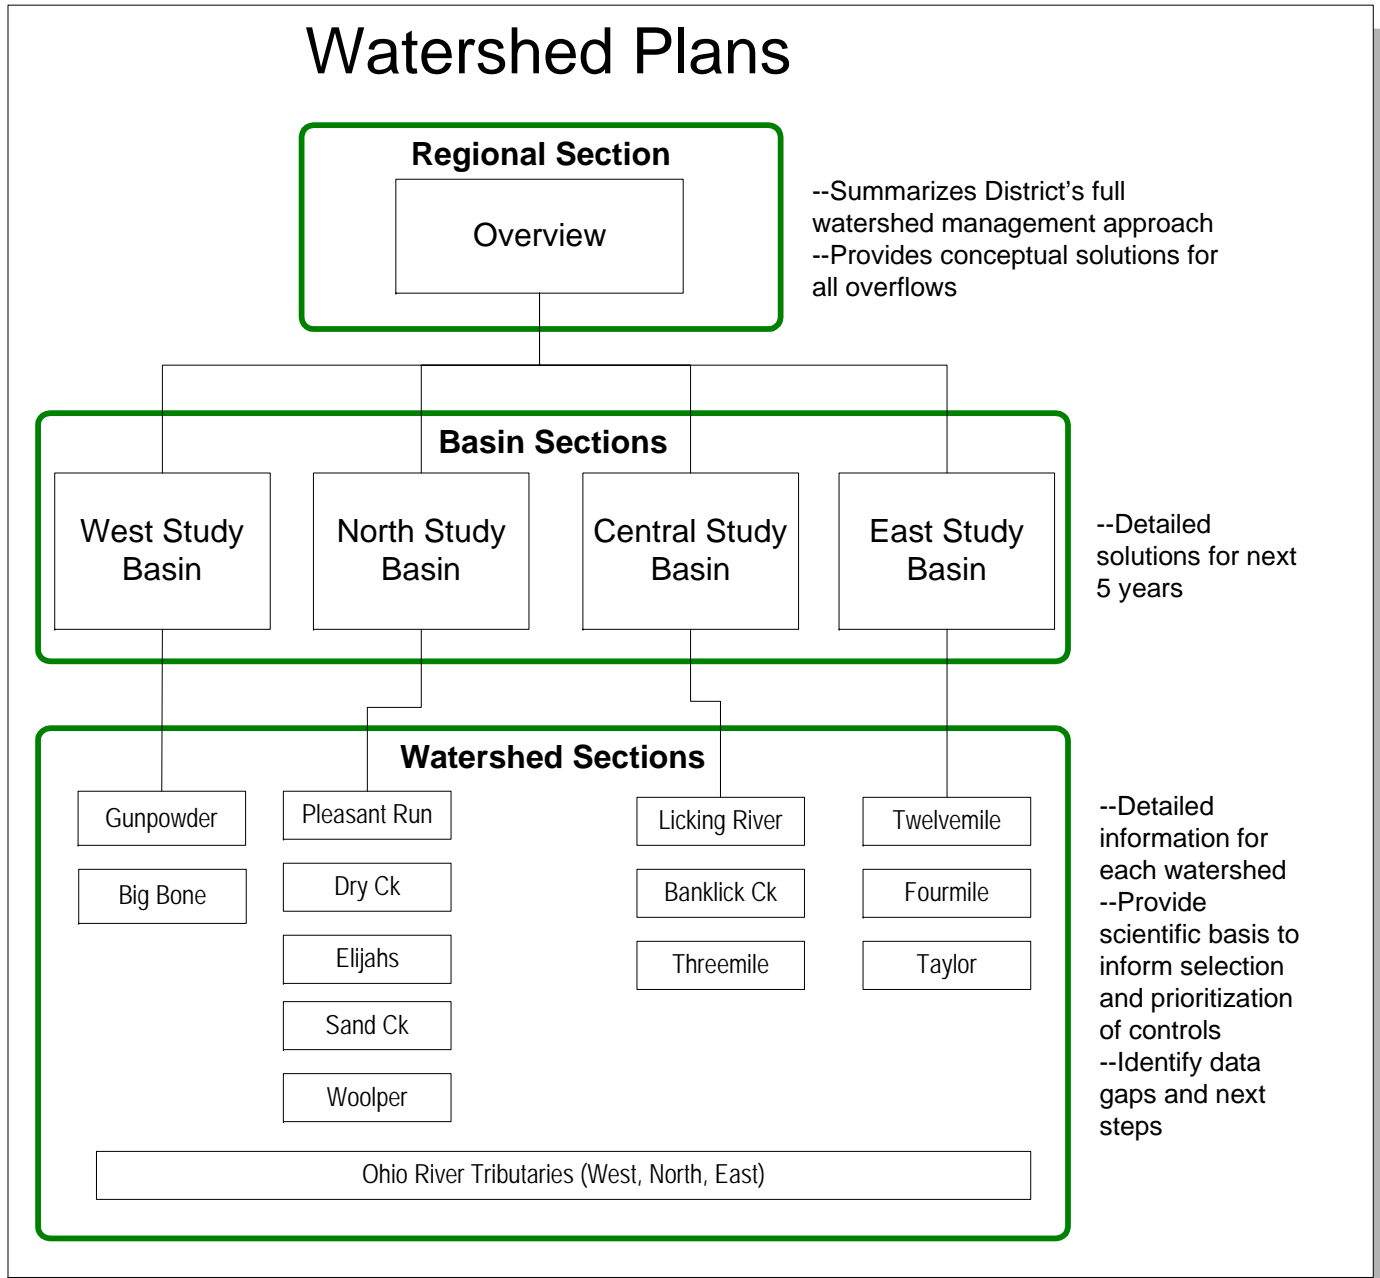 Watershed Plans
Regional Section
Overview
--Summarizes District's full
watershed management approach
--Provides conceptual solutions for
all overflows
Basin Sections
West Study
Basin
North Study
Basin
Central Study
Basin
East Study
Basin
--Detailed
solutions for next
5 years
Watershed Sections
Gunpowder
Big Bone
Pleasant Run
Dry Ck
Elijahs
Sand Ck
Woolper
Licking River
Banklick Ck
Threemile
Twelvemile
Fourmile
Taylor
Ohio River Tributaries (West, North, East)
--Detailed
information for
each watershed
--Provide
scientific basis to
inform selection
and prioritization
of controls
--Identify data
gaps and next
steps